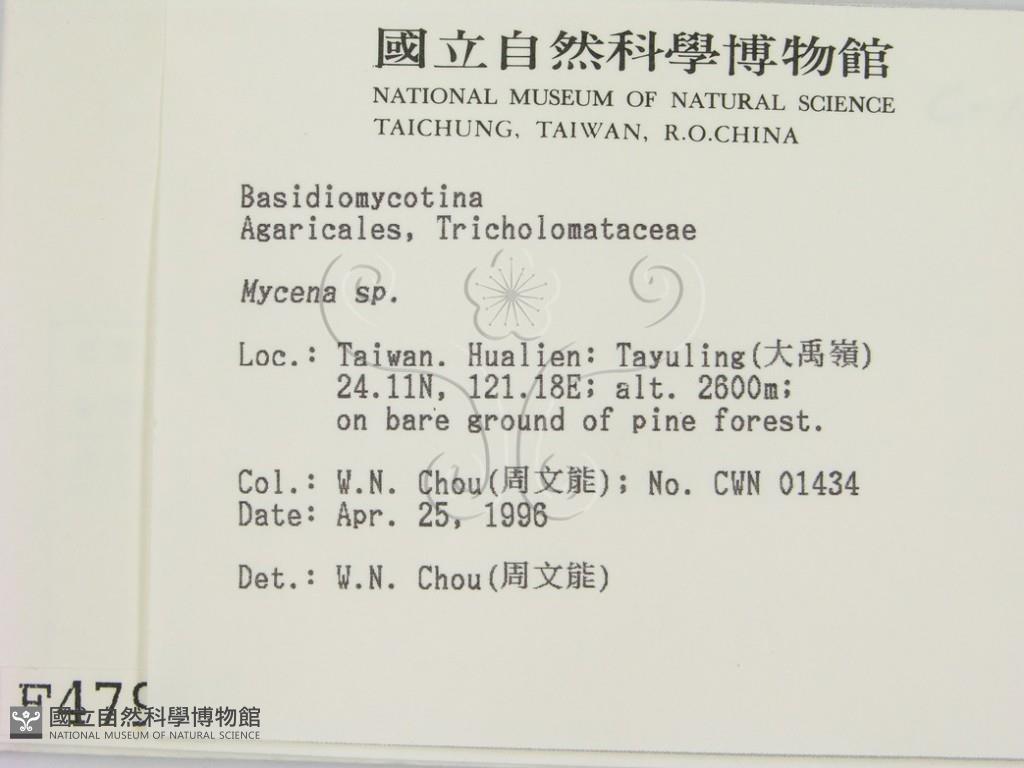 國立自然科學博物館
NATIONAL MUSEUM OF NATURAL SCIENCE
TAICHUNG, TAIWAN, R.O.CHINA
Basidiomycotina
Agaricales, Tricholomataceae
Mycena sp.
Loc.: Taiwan. Hualien: Tayuling(大禹嶺)
24.11N, 121.18E; alt. 2600m;
on bare ground of pine forest.
Col.: W.N. Chou(周文能); No. CWN 01434
Date: Apr. 25, 1996
Det.: W.N. Chou(周文能)
F479
國立自然科學博物館
NATIONAL MUSEUM OF NATURAL SCIENCE